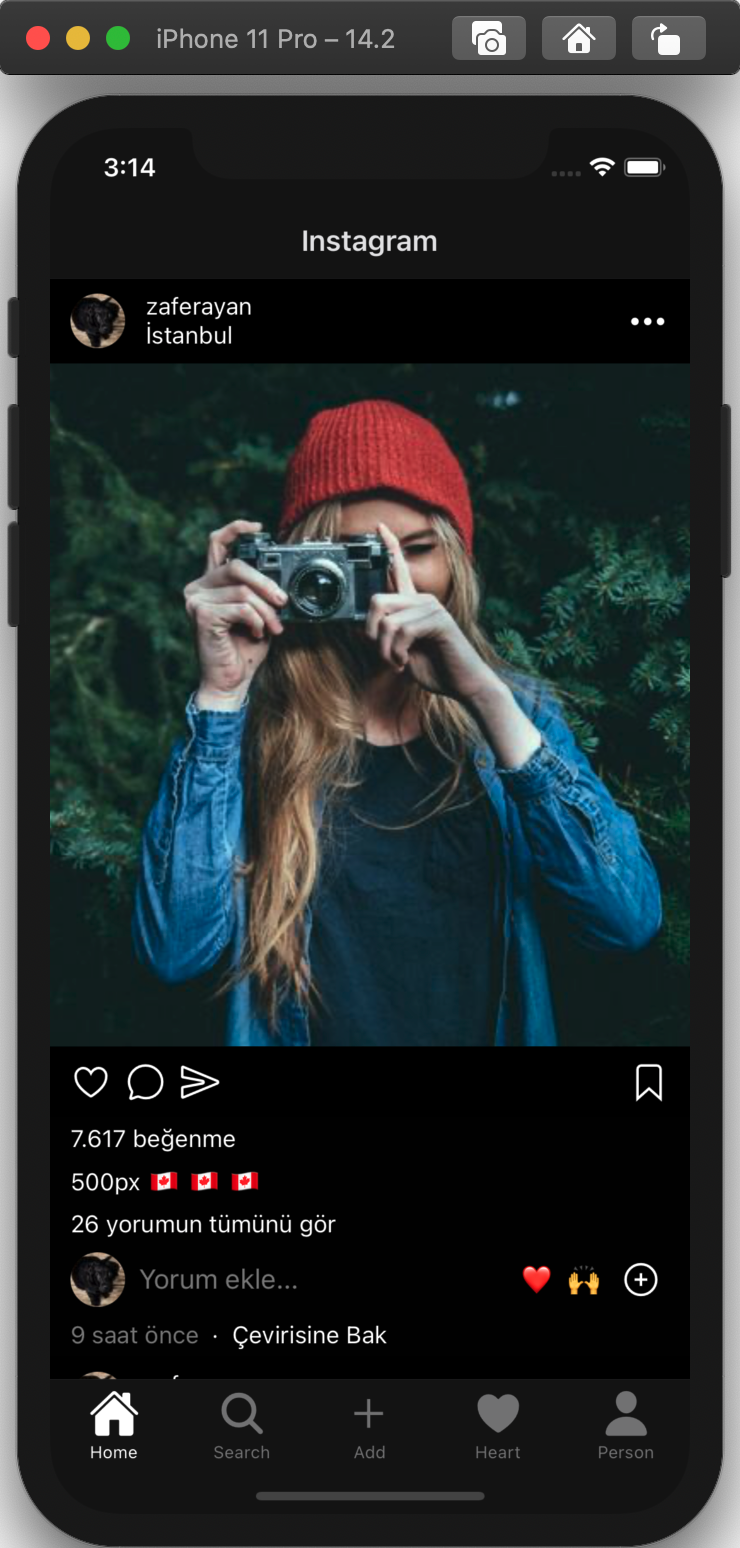 iPhone 11 Pro – 14.2
3:14
Instagram
zaferayan
İstanbul
7.617 beğenme
500px 🇨🇦 🇨🇦 🇨🇦
26 yorumun tümünü gör
Yorum ekle... ❤️ 🙌
9 saat önce · Çevirisine Bak
Home Search Add Heart Person